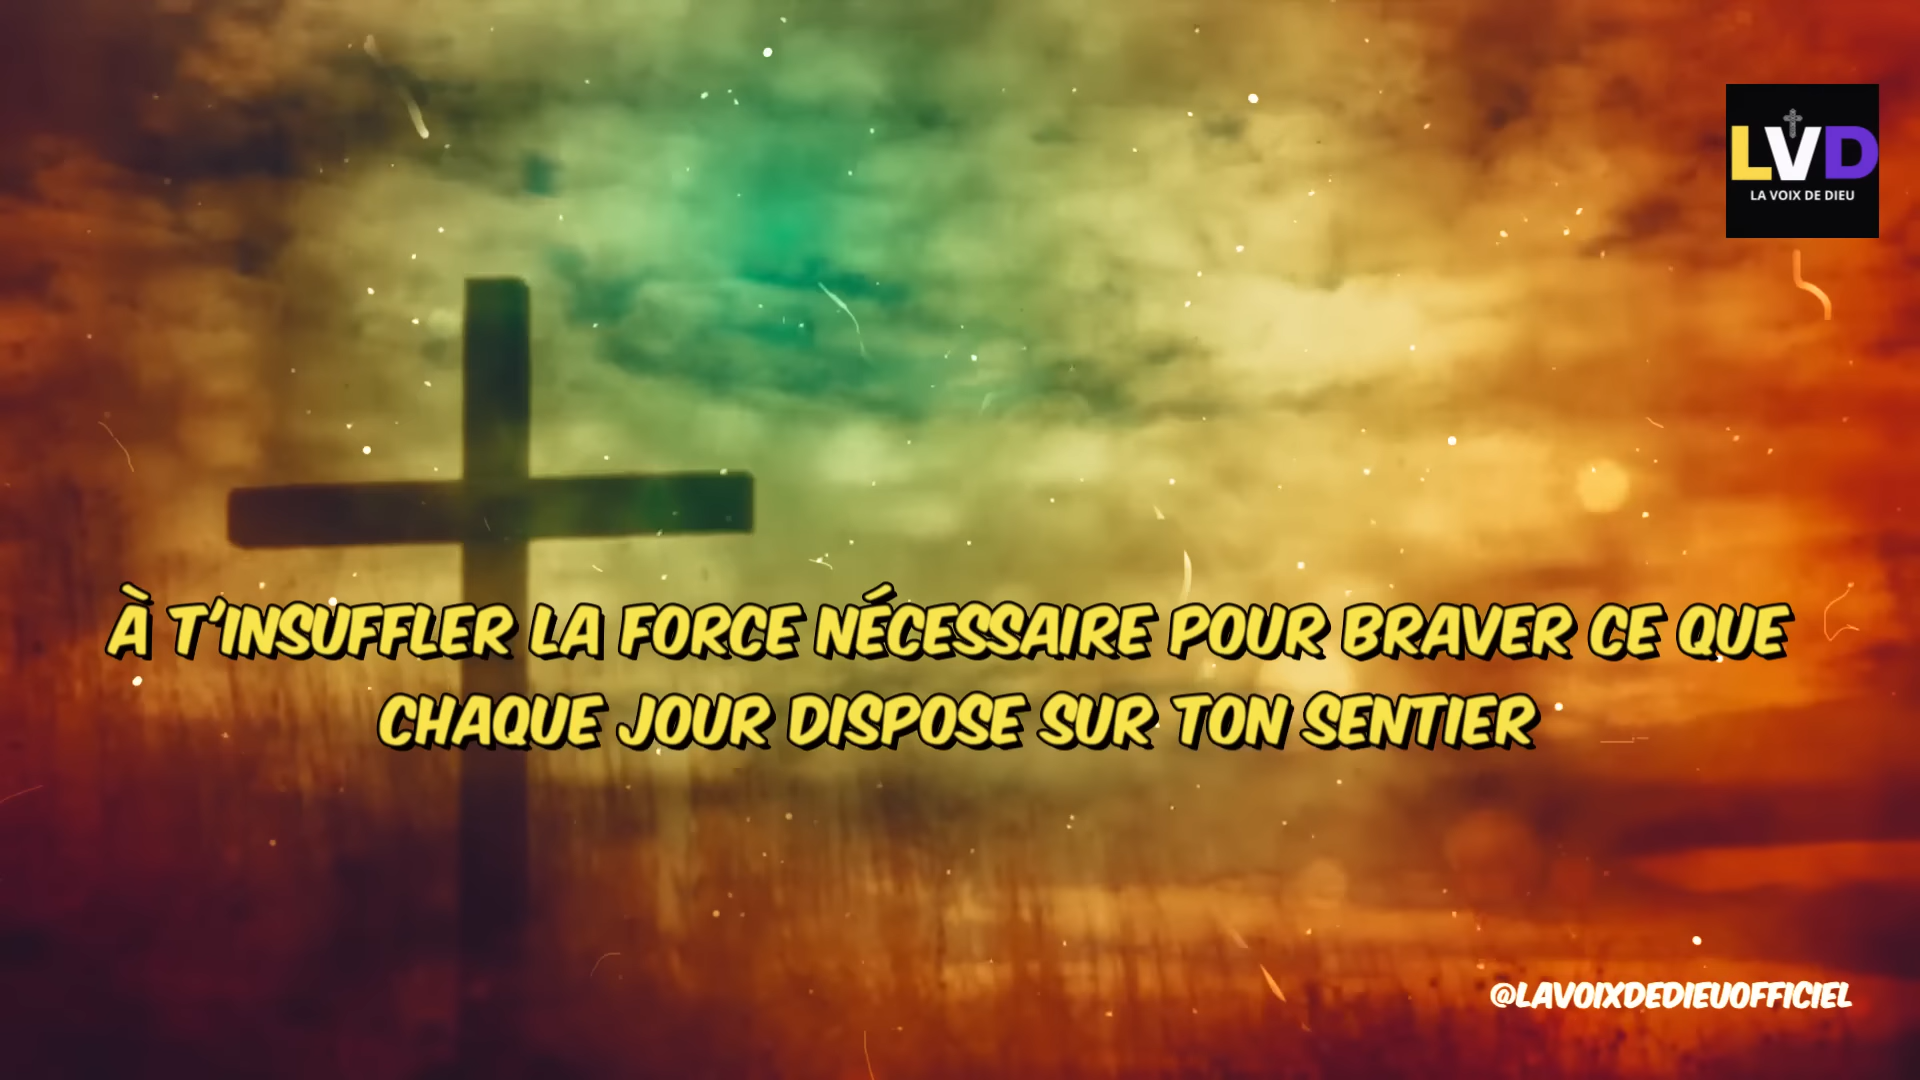 LVD
LA VOIX DE DIEU
À T'INSUFFLER LA FORCE NÉCESSAIRE POUR BRAVER CE QUE
CHAQUE JOUR DISPOSE SUR TON SENTIER
@LAVOIXDEDIEUOFFICIEL